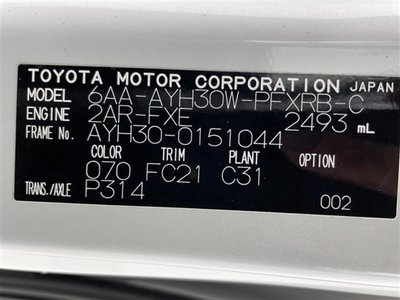 TOYOTA MOTOR CORPORATION JAPAN
MODEL 6AA-AYH30W-PFXRB-C
ENGINE 2AR-FXE 2493 mL
FRAME No. AYH30-0151044
COLOR TRIM PLANT OPTION
070 FC21 C31
TRANS./AXLE P314
002